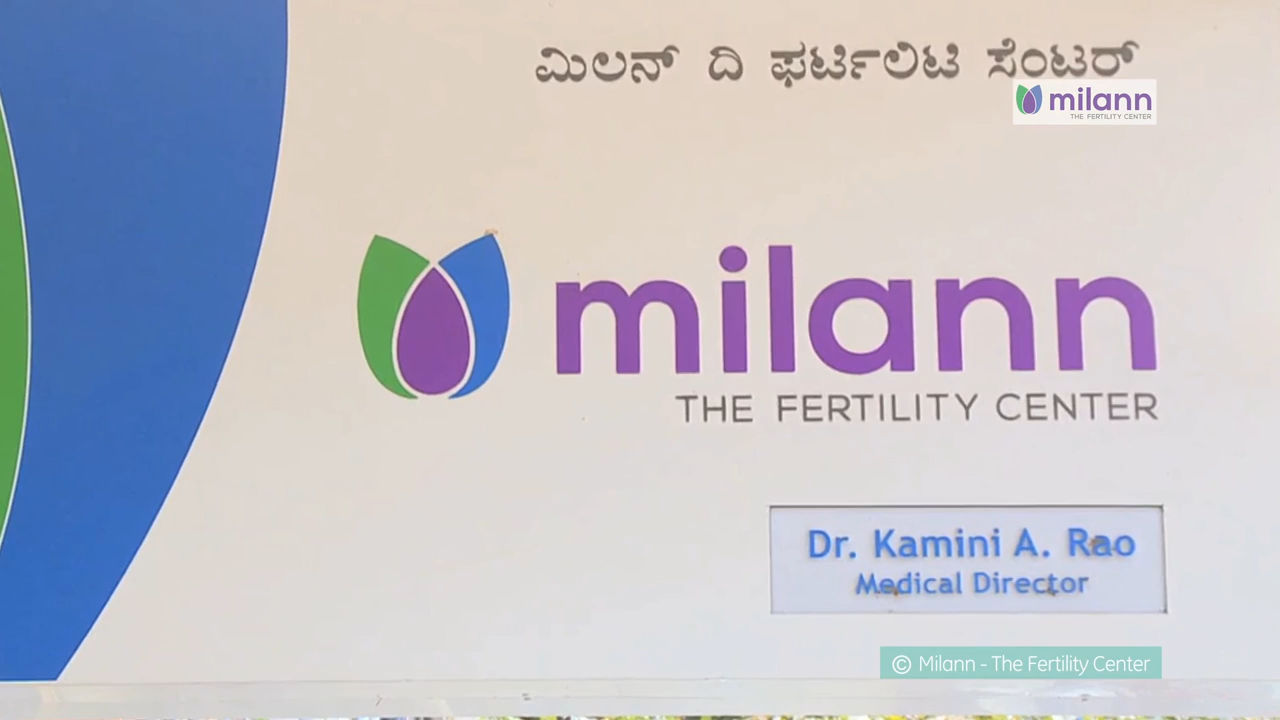 ಮಿಲನ್ ದಿ ಫರ್ಟಿಲಿಟಿ ಸೆಂಟರ್
milann
THE FERTILITY CENTER
milann
THE FERTILITY CENTER
Dr. Kamini A. Rao
Medical Director
© Milann - The Fertility Center